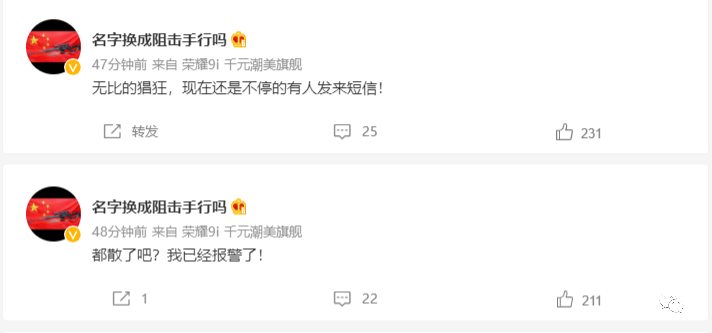 名字换成阻击手行吗
47分钟前 来自 荣耀9i 千元潮美旗舰
无比的猖狂，现在还是不停的有人发来短信！
转发 25 231
名字换成阻击手行吗
48分钟前 来自 荣耀9i 千元潮美旗舰
都散了吧？我已经报警了！
1 22 211